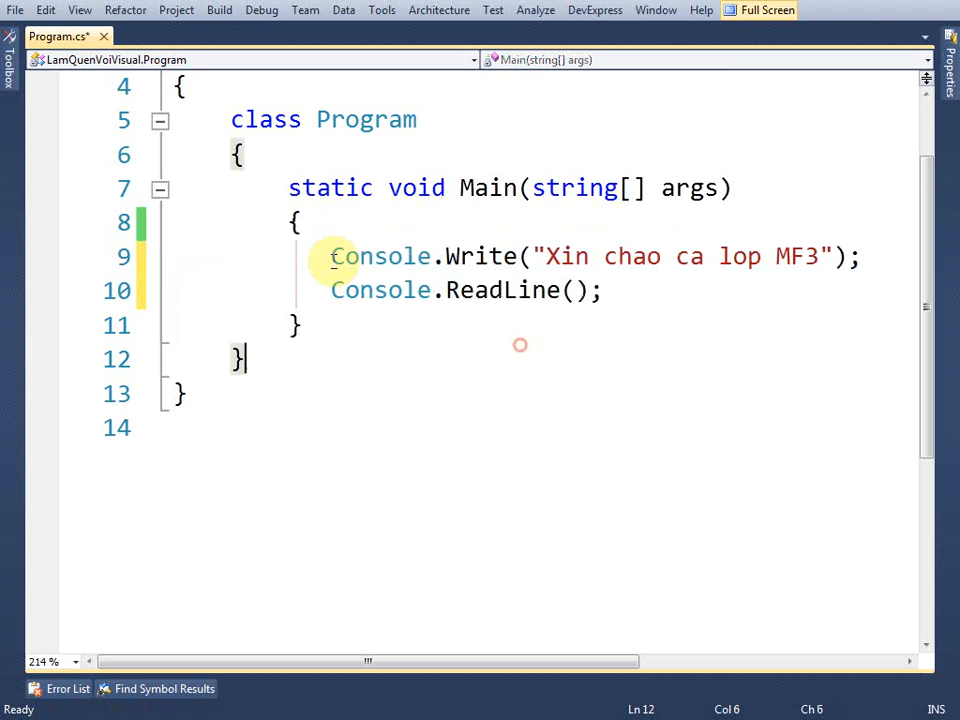 File Edit View Refactor Project Build Debug Team Data Tools Architecture Test Analyze DevExpress Window Help Full Screen
Program.cs*
LamQuenVoiVisual.Program Main(string[] args)
Toolbox
Properties
4 {
5 class Program
6 {
7 static void Main(string[] args)
8 {
9 Console.Write("Xin chao ca lop MF3");
10 Console.ReadLine();
11 }
12 }
13 }
14
214 %
Error List Find Symbol Results
Ready Ln 12 Col 6 Ch 6 INS